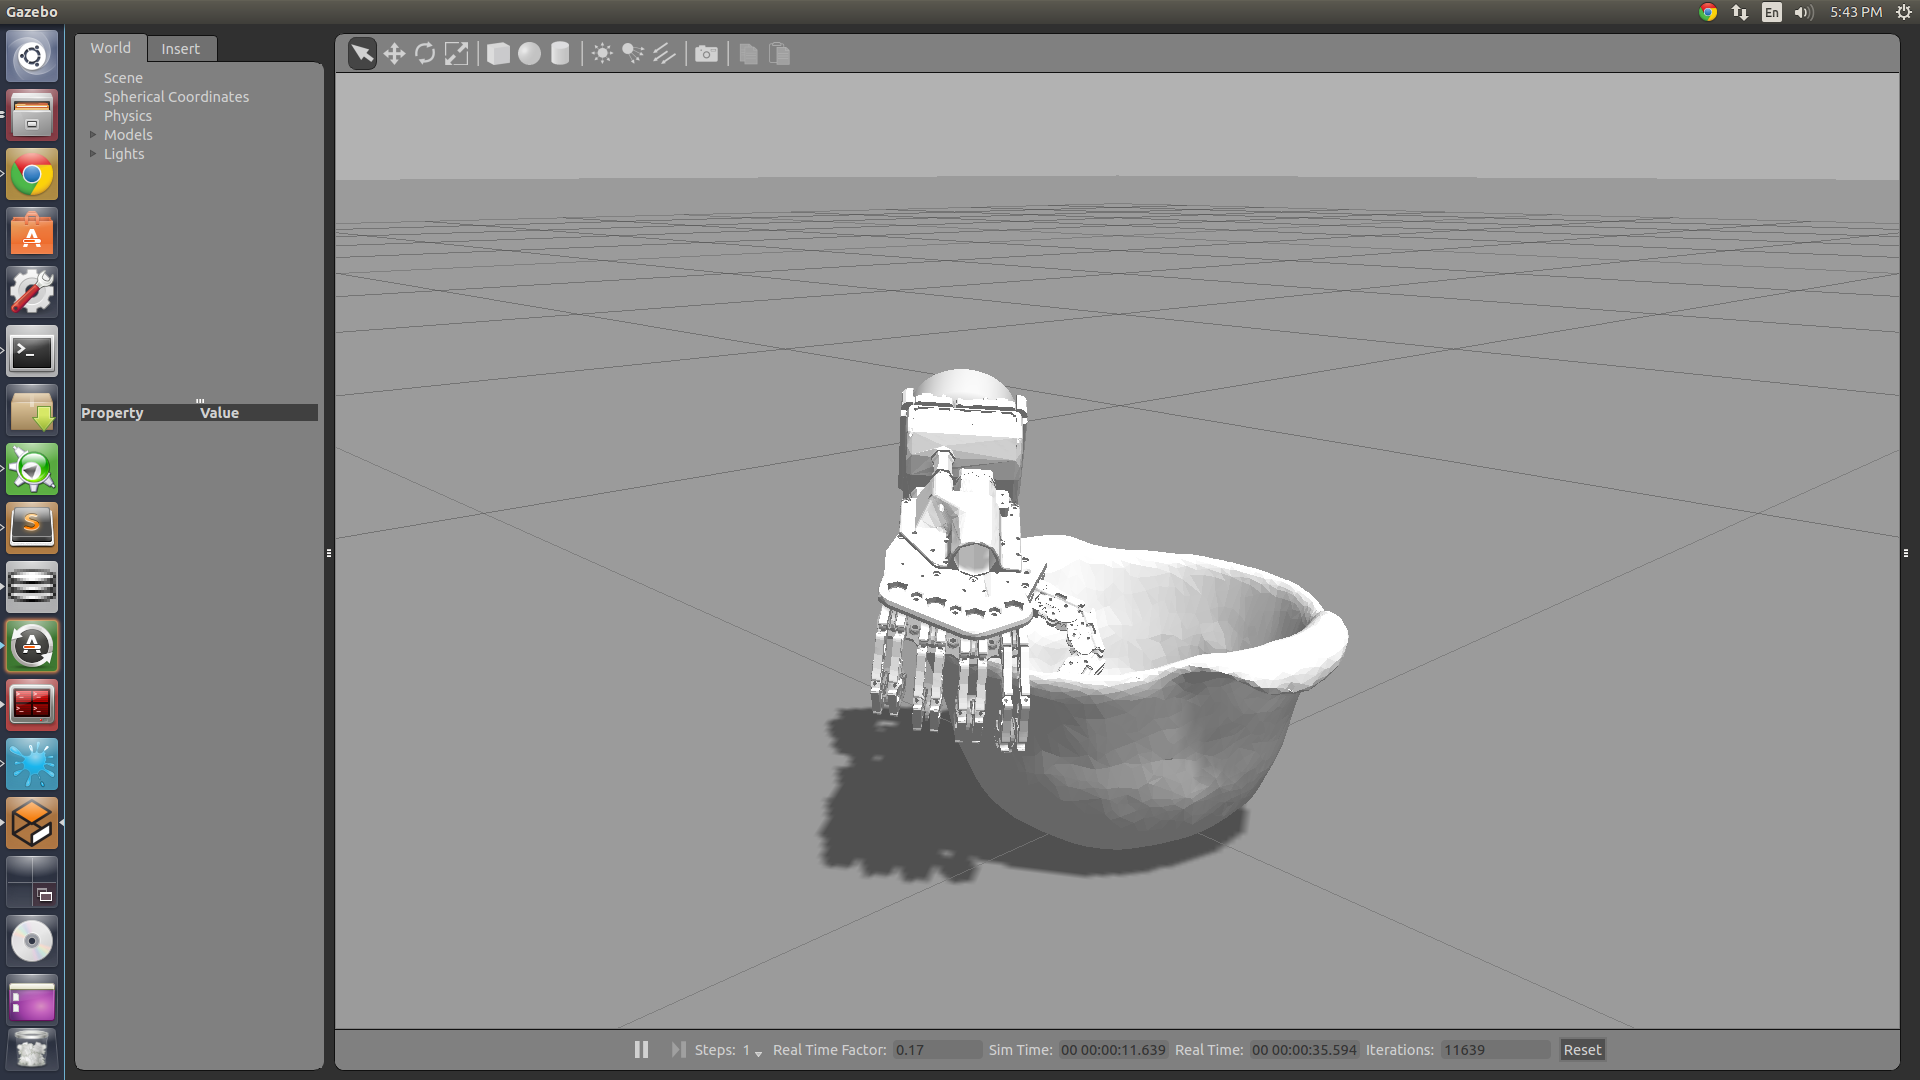 Gazebo
En
5:43 PM
World
Insert
Scene
Spherical Coordinates
Physics
Models
Lights
Property Value
Steps: 1 Real Time Factor: 0.17 Sim Time: 00 00:00:11.639 Real Time: 00 00:00:35.594 Iterations: 11639 Reset